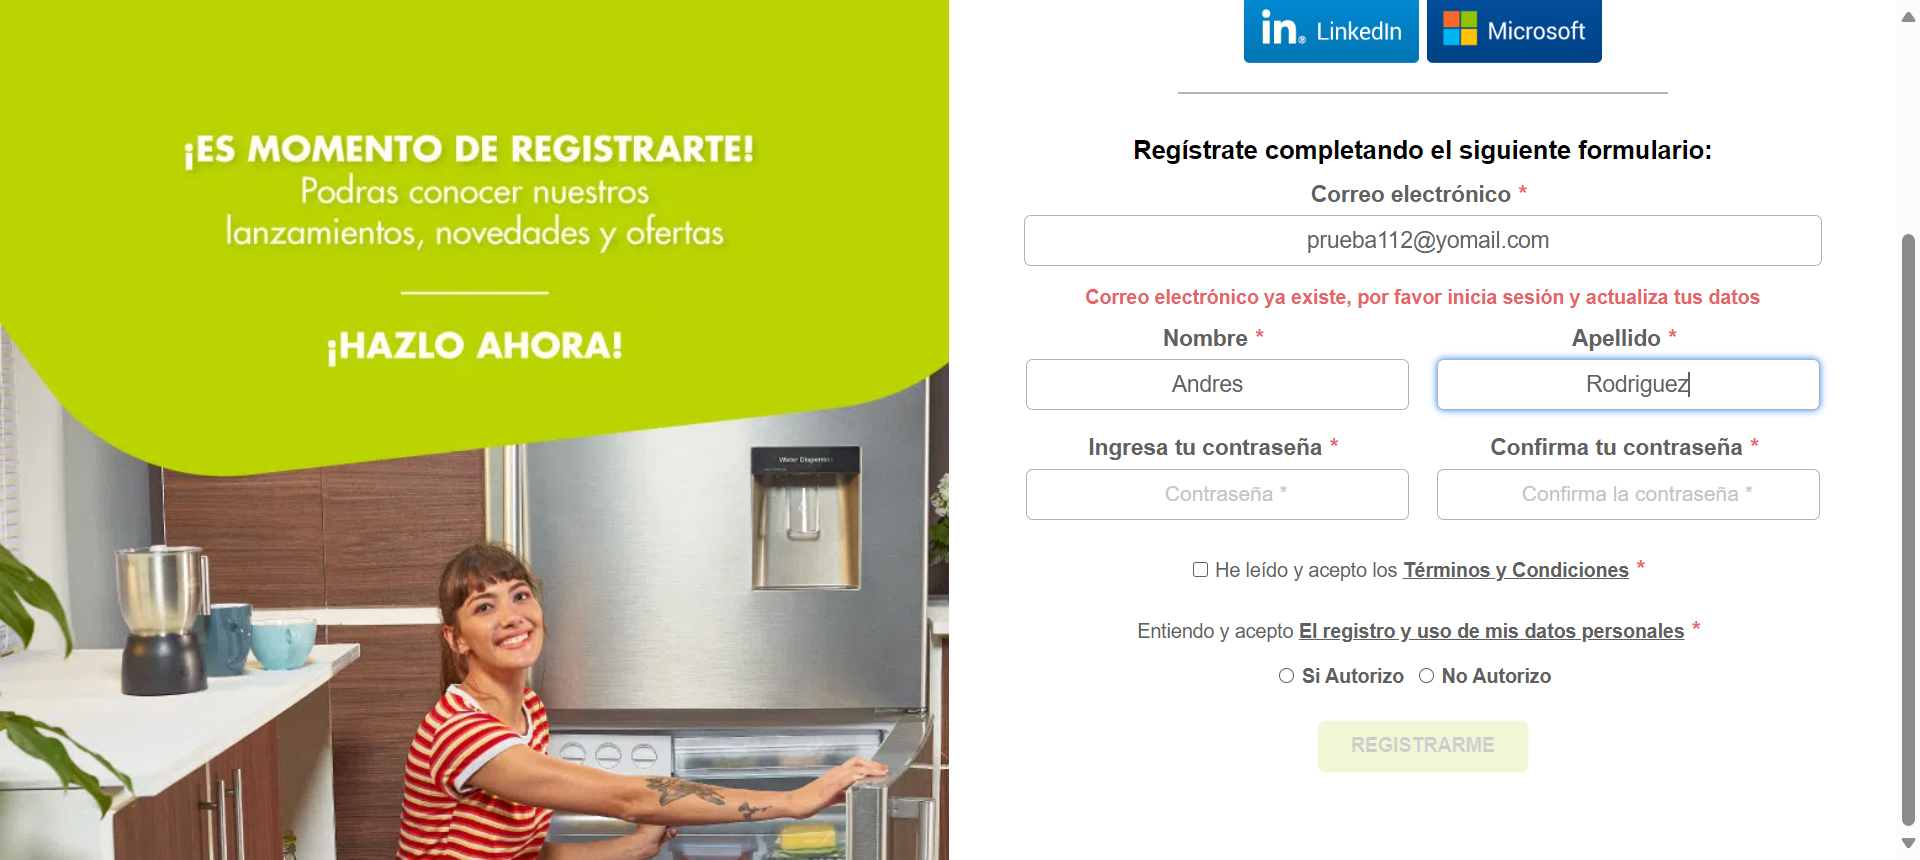 ¡ES MOMENTO DE REGISTRARTE!
Podras conocer nuestros
lanzamientos, novedades y ofertas
¡HAZLO AHORA!
Water Dispenser
in® LinkedIn
Microsoft
Regístrate completando el siguiente formulario:
Correo electrónico *
prueba112@yomail.com
Correo electrónico ya existe, por favor inicia sesión y actualiza tus datos
Nombre *
Apellido *
Andres
Rodriguez
Ingresa tu contraseña *
Confirma tu contraseña *
Contraseña *
Confirma la contraseña *
He leído y acepto los Términos y Condiciones *
Entiendo y acepto El registro y uso de mis datos personales *
Si Autorizo
No Autorizo
REGISTRARME